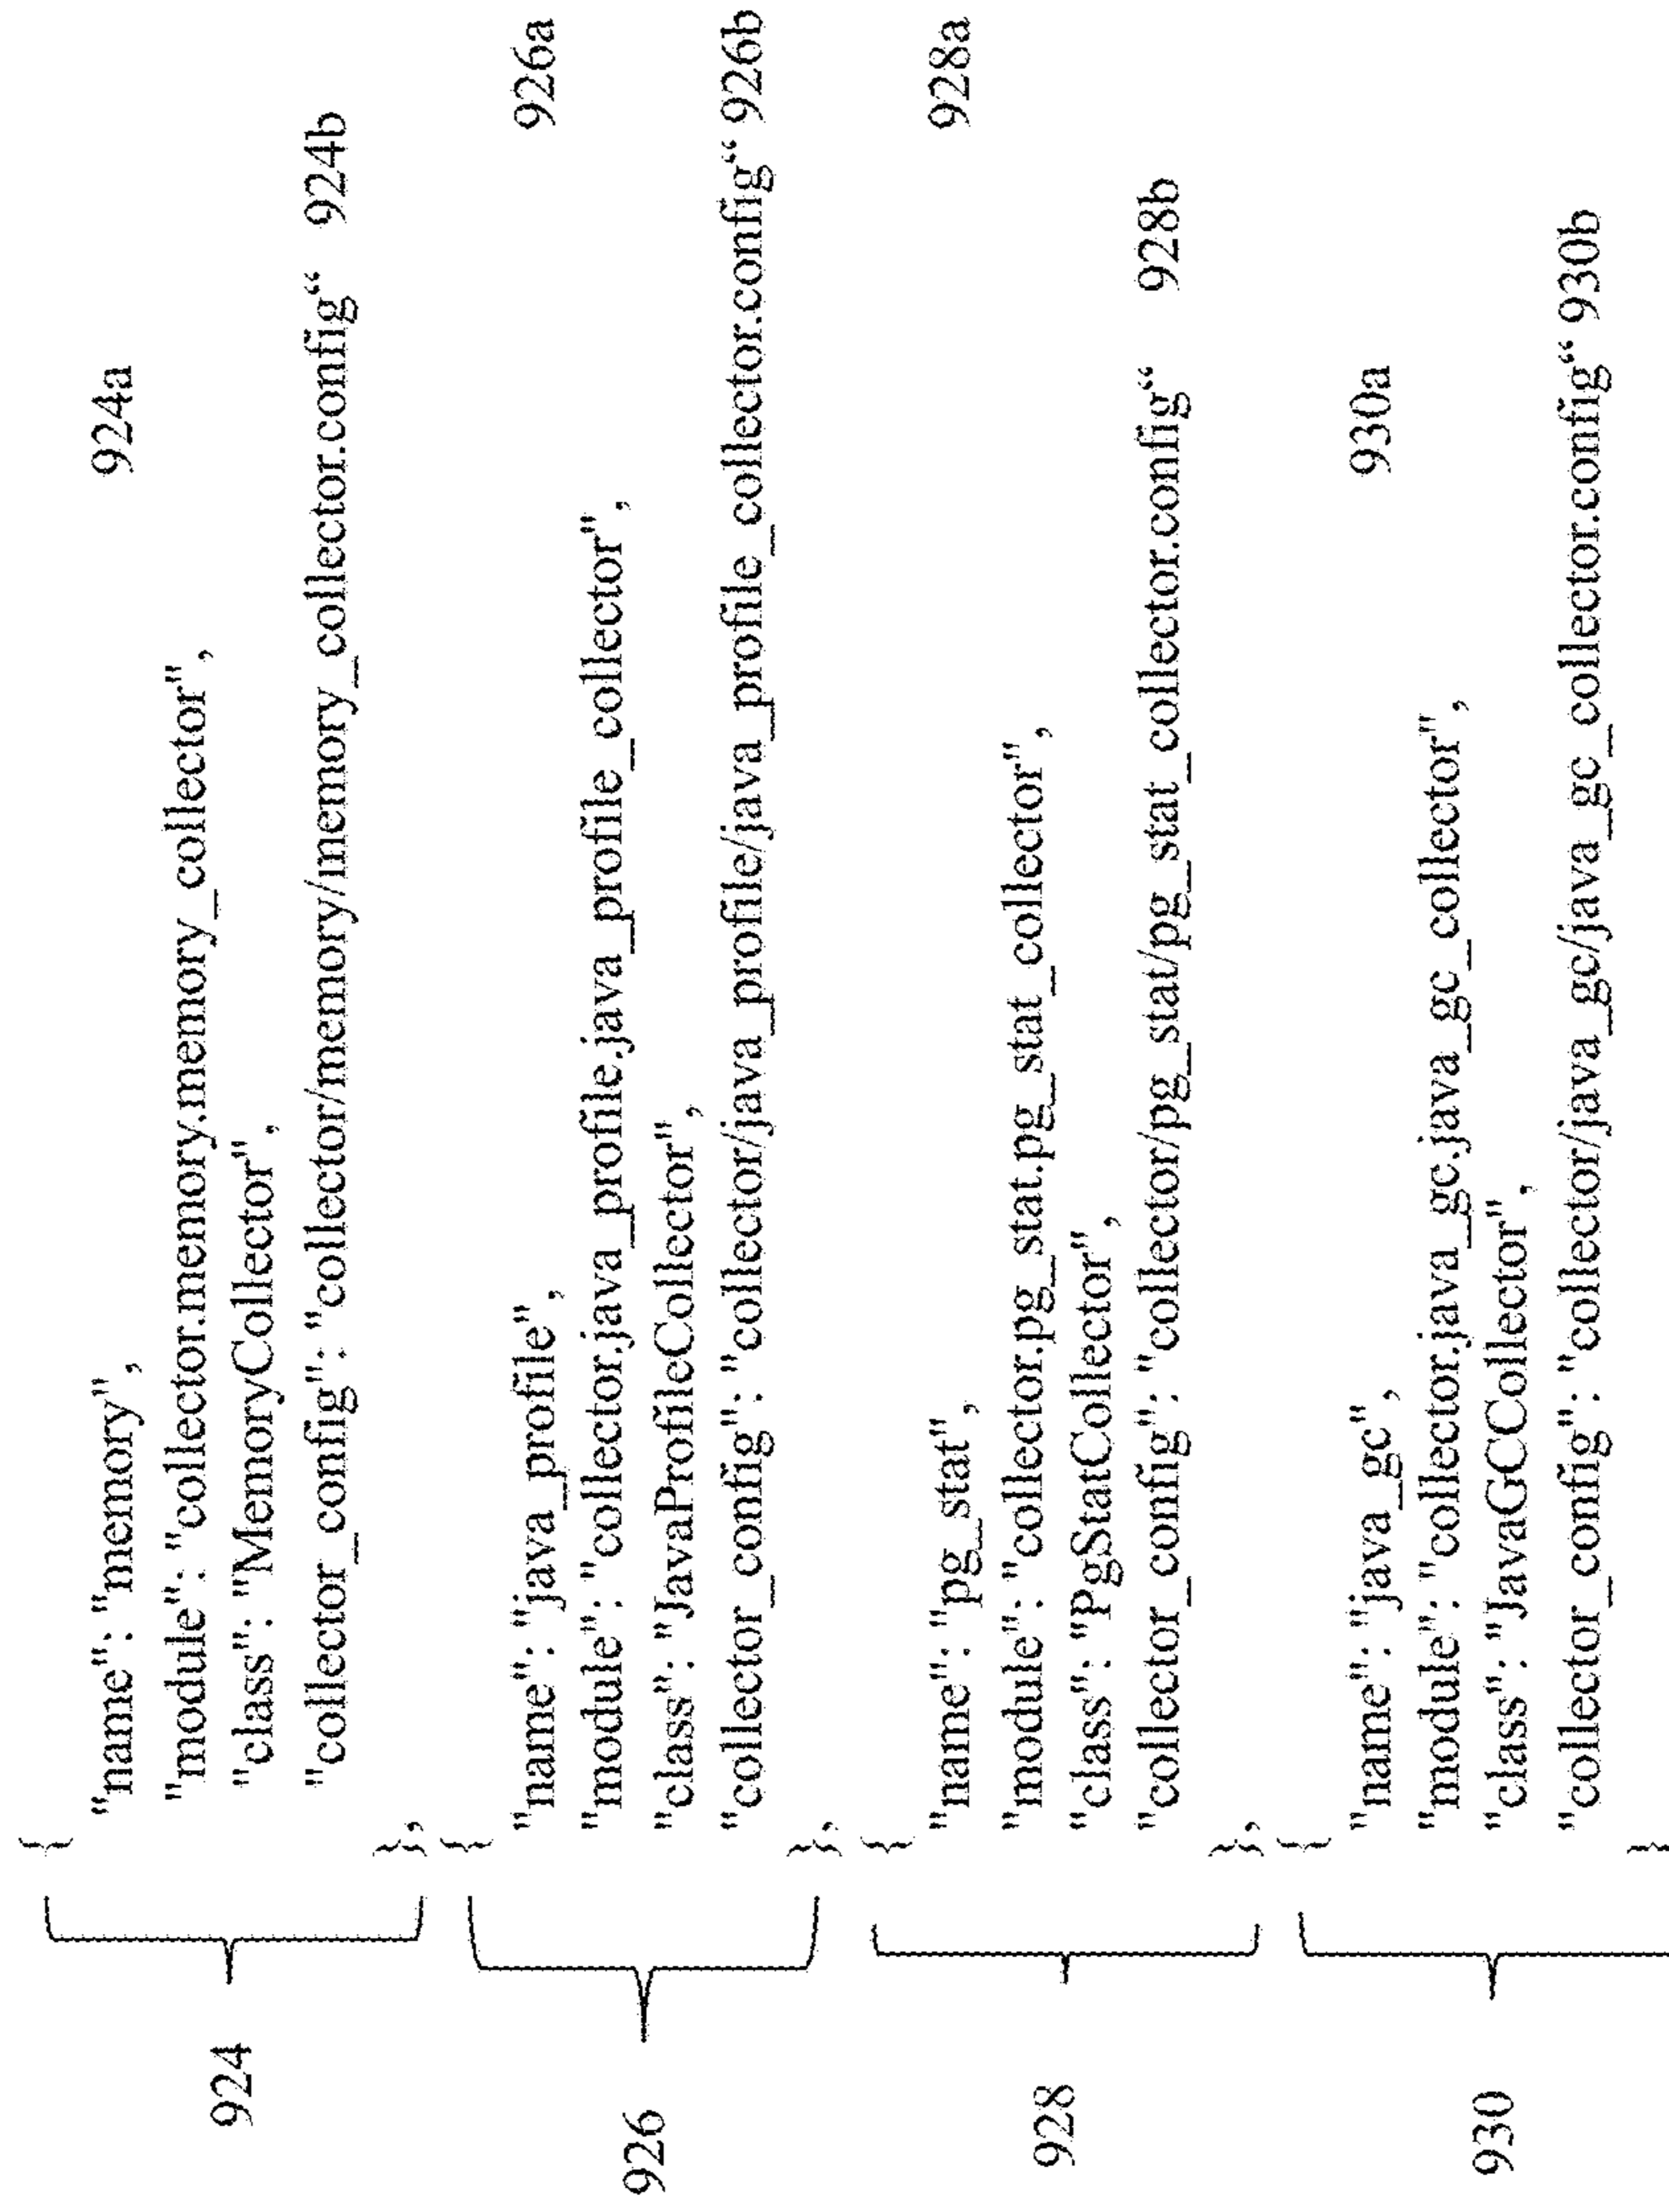 {
"name": "memory", 924a
"module": "collector.memory.memory_collector",
"class": "MemoryCollector",
"collector_config": "collector/memory/memory_collector.config“ 924b
},
924
{
"name": "java_profile", 926a
"module": "collector.java_profile.java_profile_collector",
"class": "JavaProfileCollector",
"collector_config": "collector/java_profile/java_profile_collector.config“ 926b
},
926
{
"name": "pg_stat", 928a
"module": "collector.pg_stat.pg_stat_collector",
"class": "PgStatCollector",
"collector_config": "collector/pg_stat/pg_stat_collector.config“ 928b
},
928
{
"name": "java_gc", 930a
"module": "collector.java_gc.java_gc_collector",
"class": "JavaGCCollector",
"collector_config": "collector/java_gc/java_gc_collector.config“ 930b
}
930